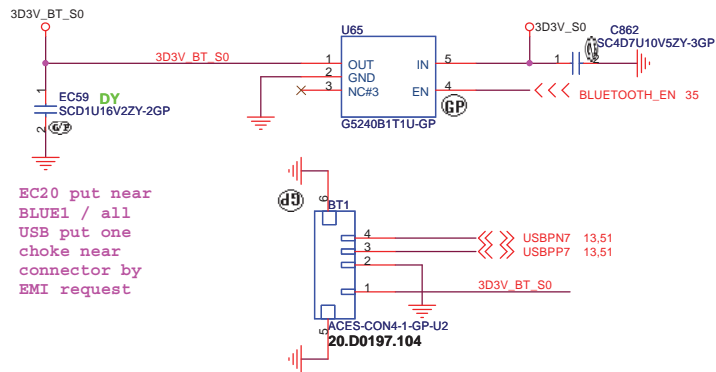 3D3V_BT_S0
3D3V_BT_S0
U65
1 OUT IN 5
2 GND
3 NC#3 EN 4
G5240B1T1U-GP
GP
3D3V_S0
C862
SC4D7U10V5ZY-3GP
1 2
BLUETOOTH_EN 35
1
EC59 DY
SCD1U16V2ZY-2GP
2 GP
EC20 put near
BLUE1 / all
USB put one
choke near
connector by
EMI request
GP
6
BT1
4 USBPN7 13,51
3 USBPP7 13,51
2
1 3D3V_BT_S0
5
ACES-CON4-1-GP-U2
20.D0197.104